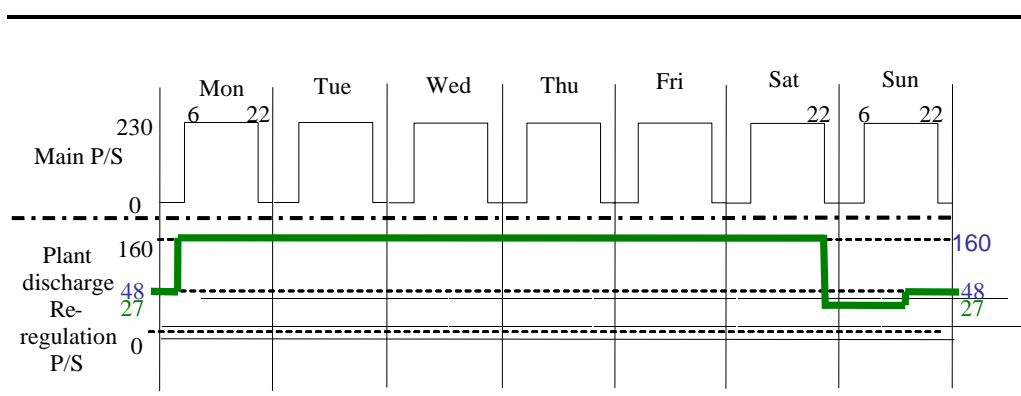 Mon Tue Wed Thu Fri Sat Sun
6 22 22 6 22
230
Main P/S
0
160 160
Plant
discharge
48 48
27 27
Re-
regulation
0
P/S